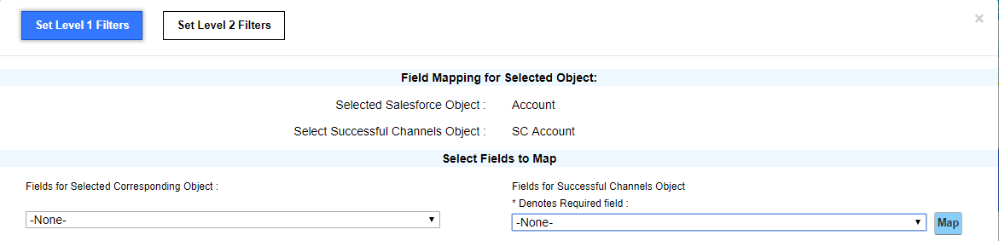 Set Level 1 Filters Set Level 2 Filters ×
Field Mapping for Selected Object:
Selected Salesforce Object : Account
Select Successful Channels Object : SC Account
Select Fields to Map
Fields for Selected Corresponding Object : Fields for Successful Channels Object
* Denotes Required field :
-None- -None- Map